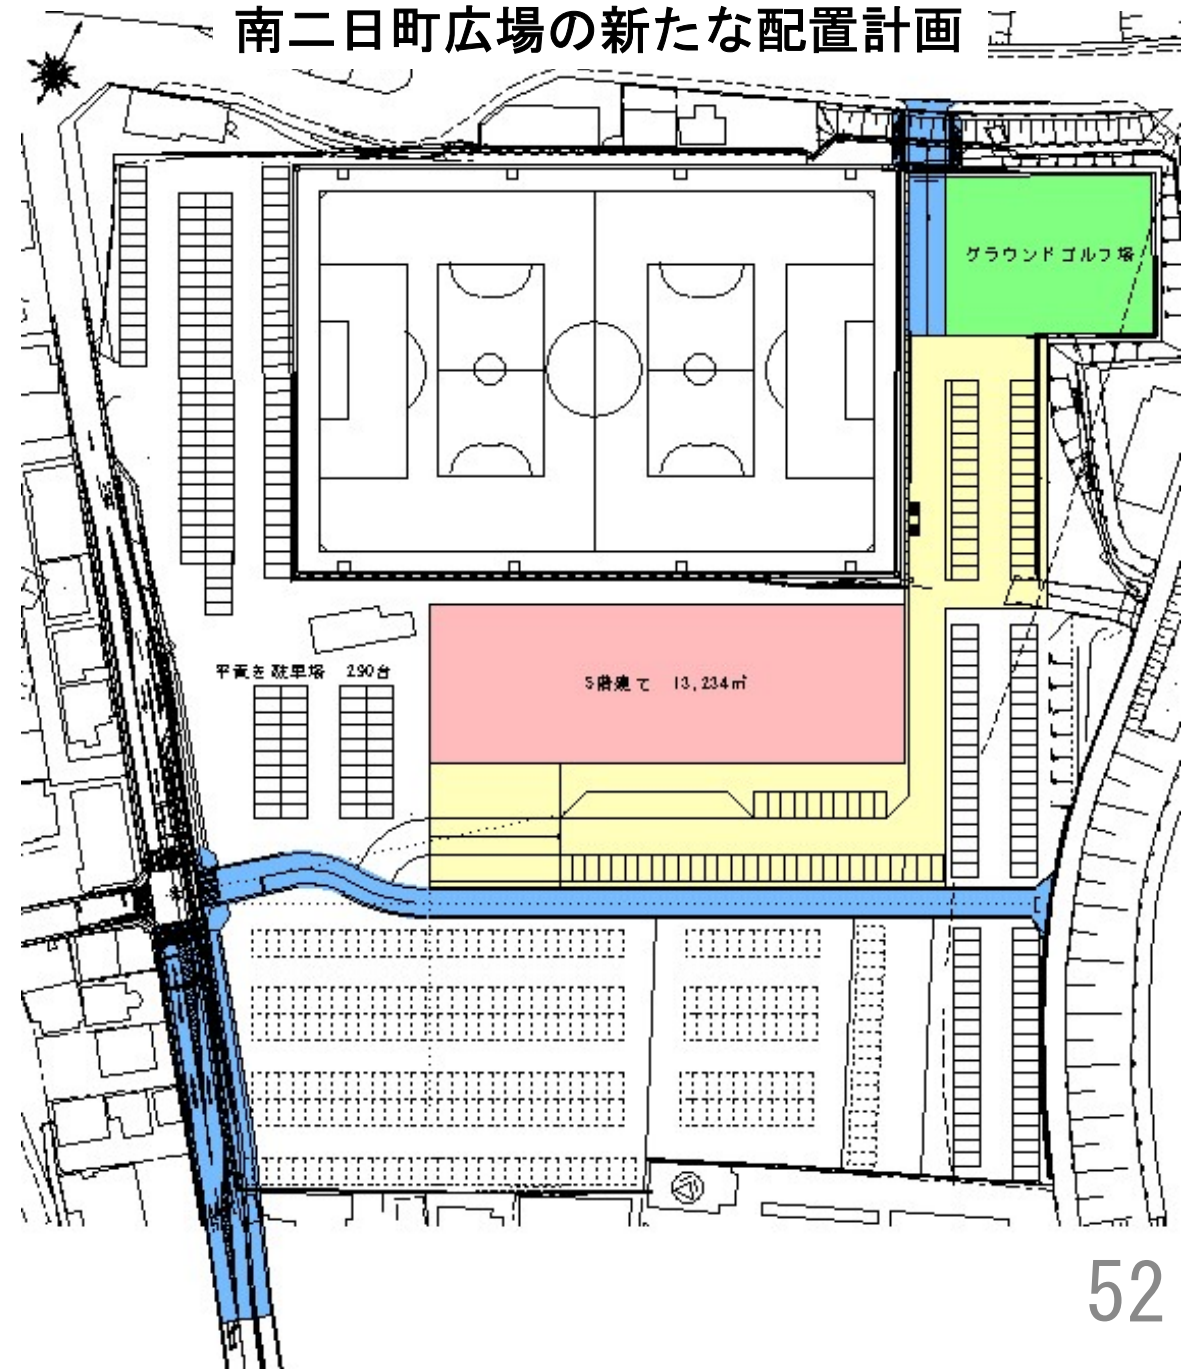 南二日町広場の新たな配置計画
グラウンドゴルフ場
平置き駐車場 290台
5階建て 13,234㎡
52